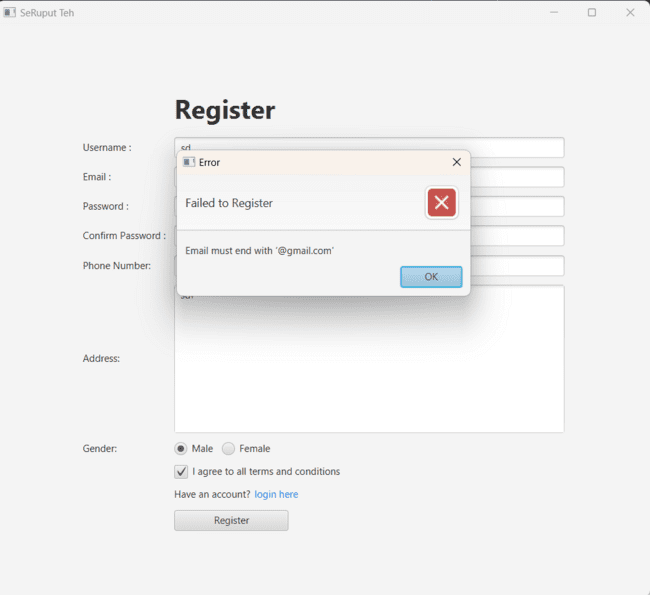 SeRuput Teh
Register
Username :
sd
Error
Email :
Failed to Register
Password :
Confirm Password :
Email must end with '@gmail.com'
Phone Number:
OK
Address:
Gender:
Male
Female
I agree to all terms and conditions
Have an account? login here
Register